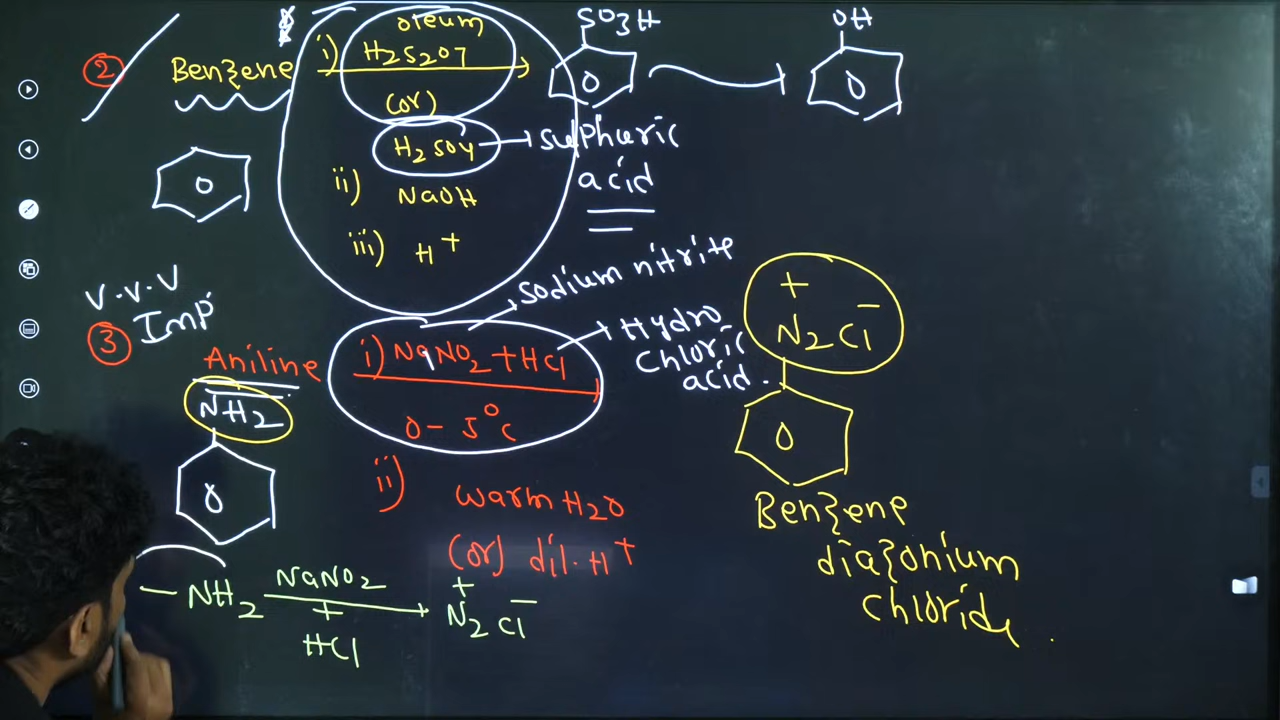 ② Benzene i) oleum
H2S2O7
(or)
H2SO4 → sulphuric
acid
ii) NaOH
iii) H+
SO3H
OH
V.V.V
Imp
③ Aniline i) NaNO2 + HCl
0 - 5°C
→ sodium nitrite
→ Hydro
chloric
acid.
NH2
ii) warm H2O
(or) dil. H+
N2+ Cl-
Benzene
diazonium
chloride.
- NH2 NaNO2 + HCl → N2+ Cl-